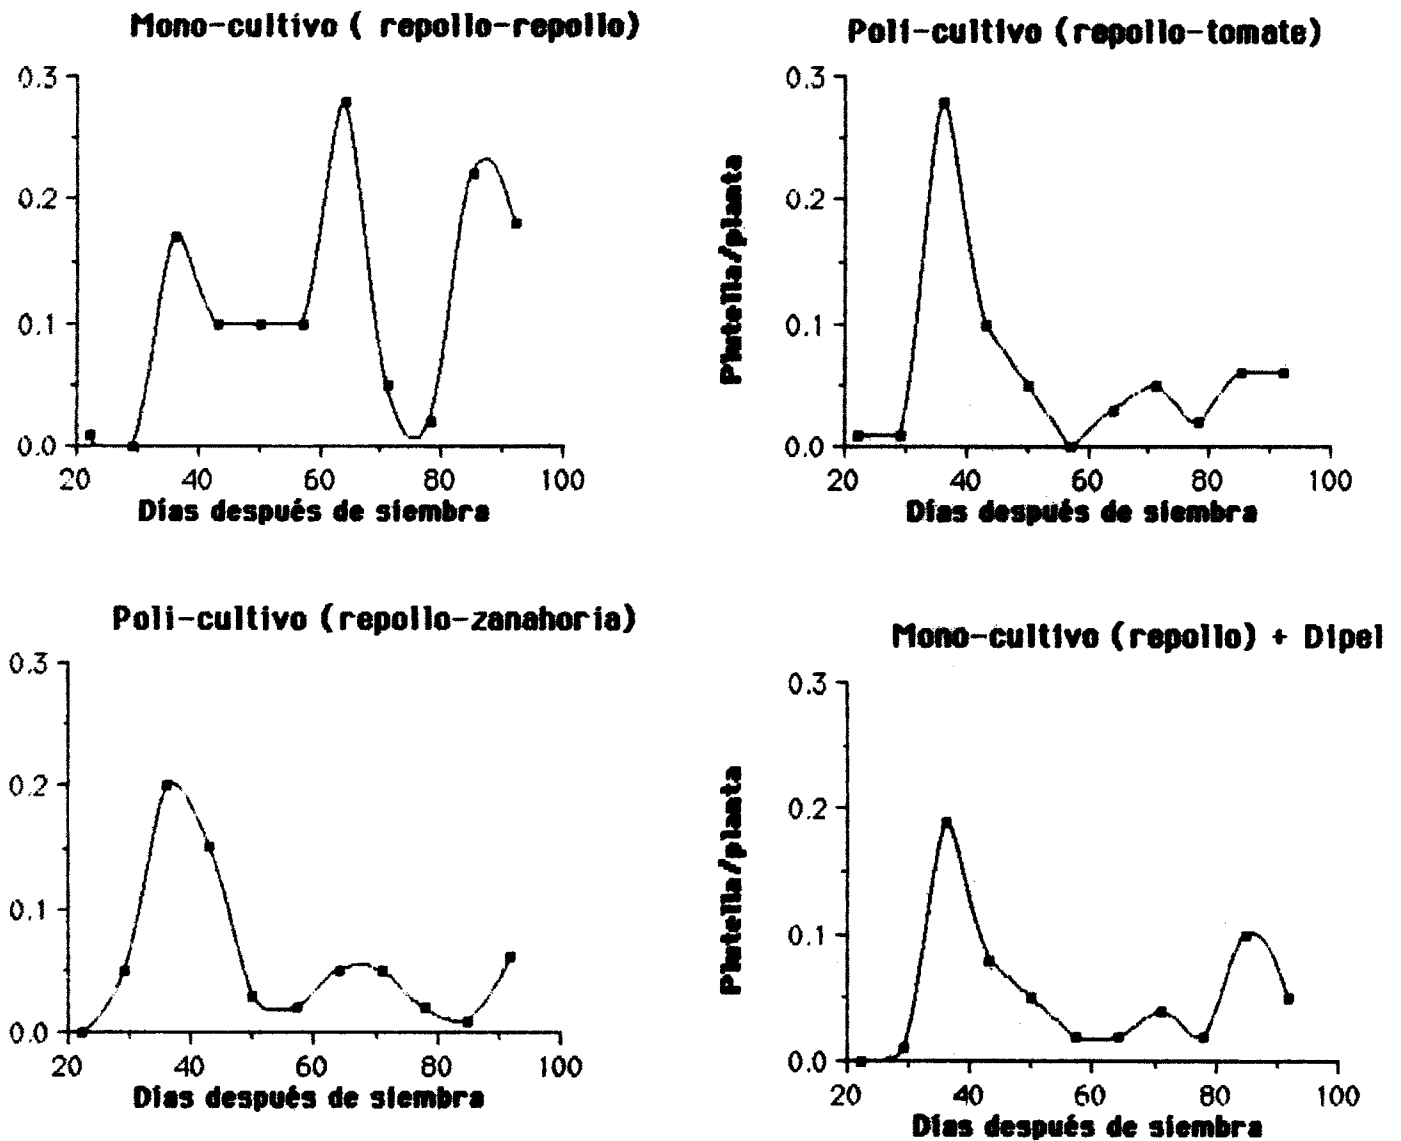 Mono-cultivo ( repollo-repollo)
0.3
0.2
0.1
0.0
20 40 60 80 100
Días después de siembra
Poli-cultivo (repollo-tomate)
Plutella/planta
0.3
0.2
0.1
0.0
20 40 60 80 100
Días después de siembra
Poli-cultivo (repollo-zanahoria)
0.3
0.2
0.1
0.0
20 40 60 80 100
Días después de siembra
Mono-cultivo (repollo) + Dipel
Plutella/planta
0.3
0.2
0.1
0.0
20 40 60 80 100
Días después de siembra